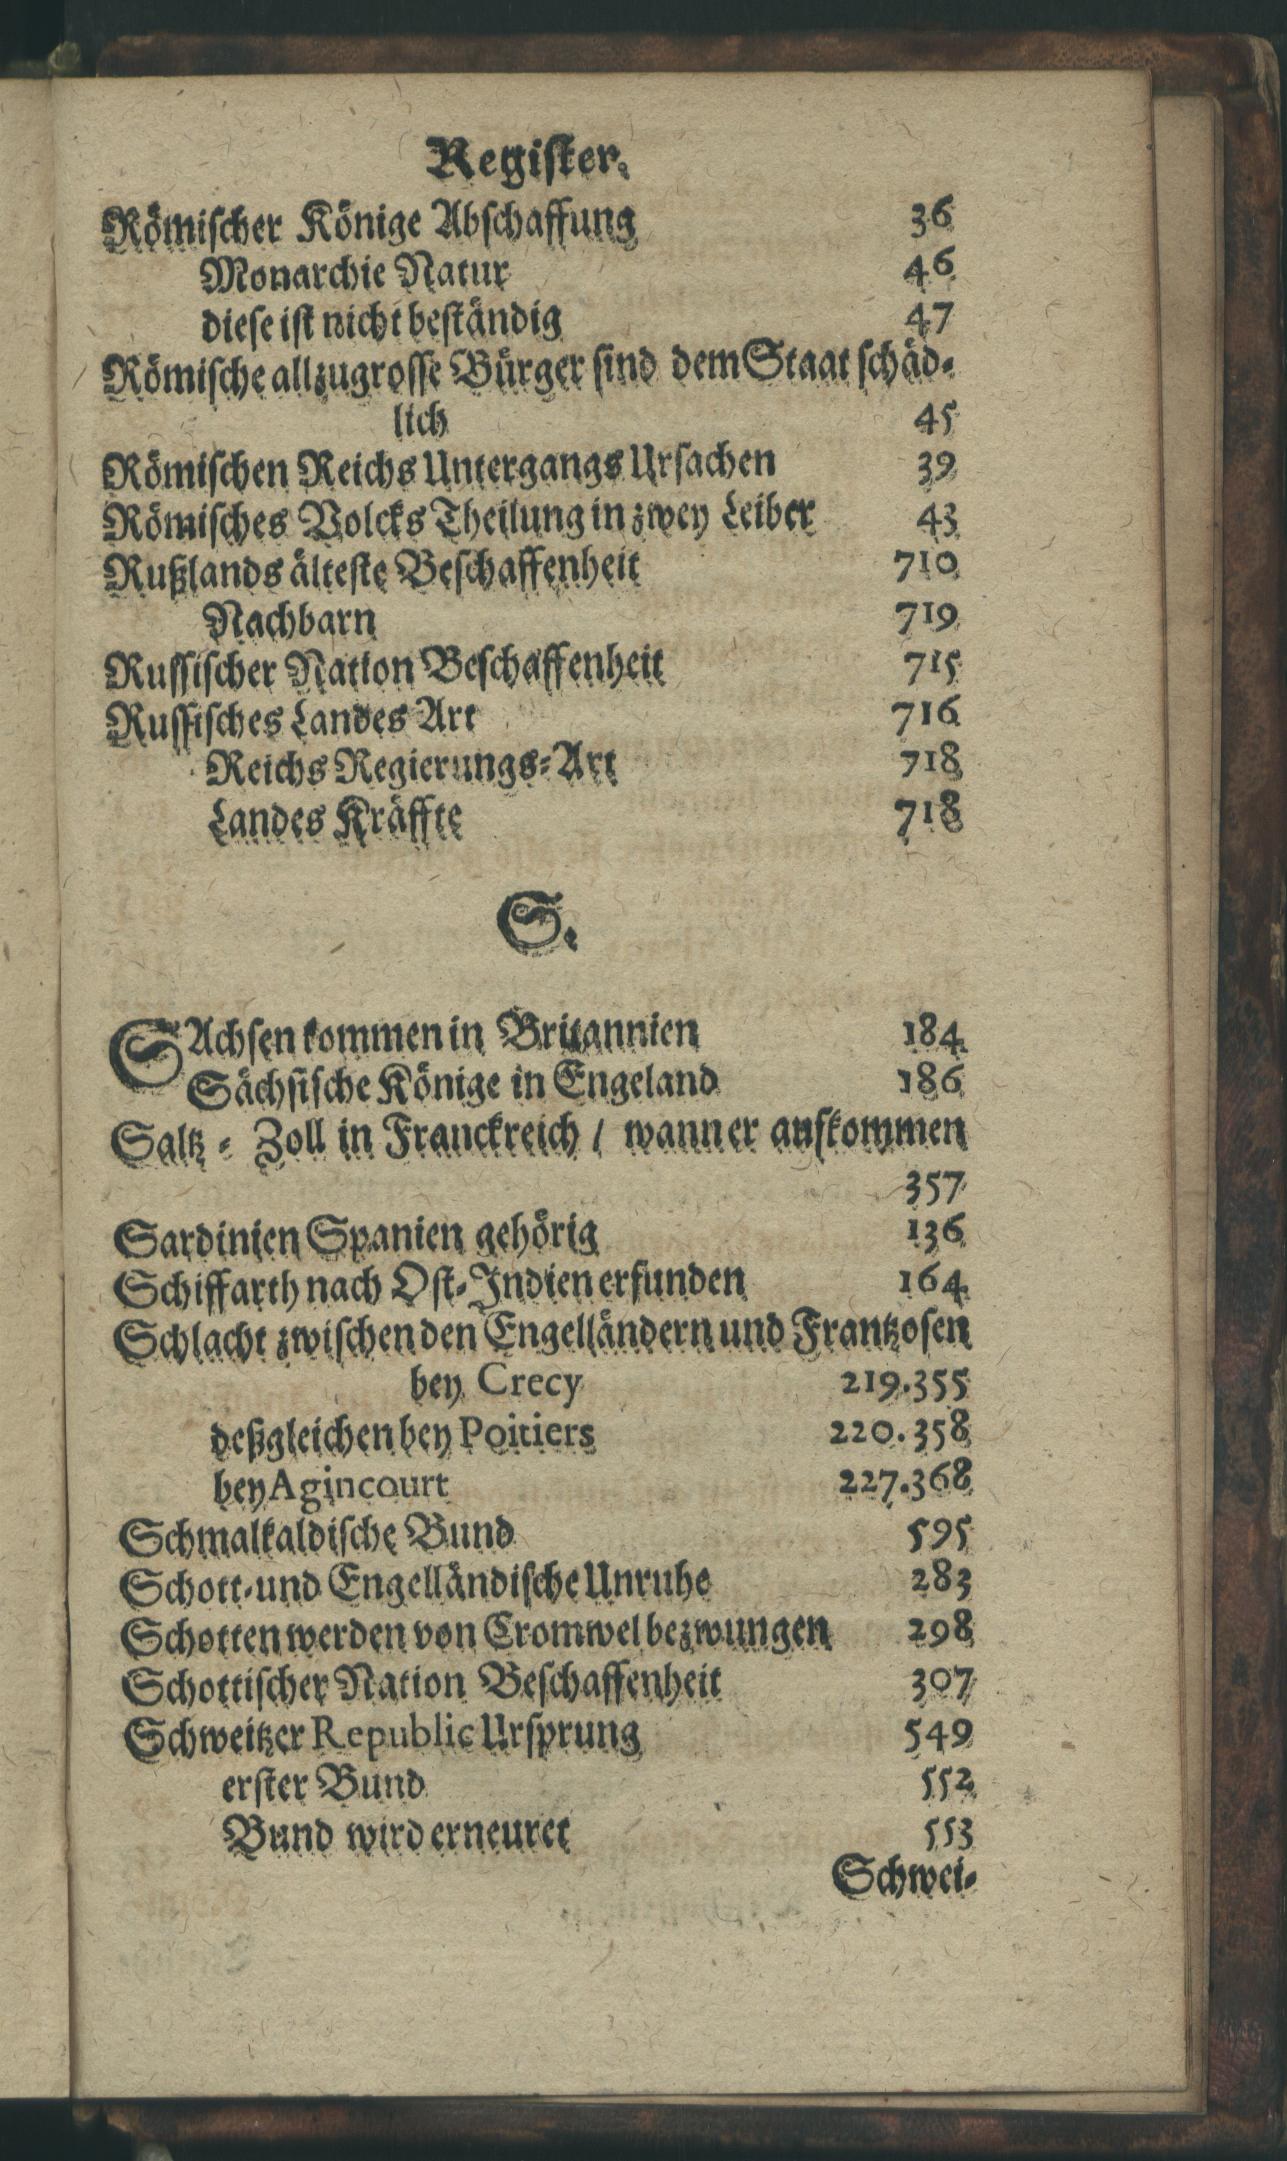 Register.
Römischer Könige Abschaffung 36
Monarchie Natur 46
diese ist nicht beständig 47
Römische allzugrosse Bürger sind dem Staat schäd-
lich 45
Römischen Reichs Untergangs Ursachen 39
Römisches Volcks Theilung in zwey Leiber 43
Rußlands älteste Beschaffenheit 710
Nachbarn 719
Russischer Nation Beschaffenheit 715
Russisches Landes Art 716
Reichs Regierungs-Art 718
Landes Kräffte 718
S.
SAchsen kommen in Britannien 184
Sächsische Könige in Engeland 186
Saltz-Zoll in Franckreich / wann er aufkommen
357
Sardinien Spanien gehörig 136
Schiffarth nach Ost-Indien erfunden 164
Schlacht zwischen den Engelländern und Frantzosen
bey Crecy 219.355
deßgleichen bey Poitiers 220.358
bey Agincourt 227.368
Schmalkaldische Bund 595
Schott-und Engelländische Unruhe 283
Schotten werden von Cromwel bezwungen 298
Schottischer Nation Beschaffenheit 307
Schweitzer Republic Ursprung 549
erster Bund 552
Bund wird erneuret 553
Schwei-